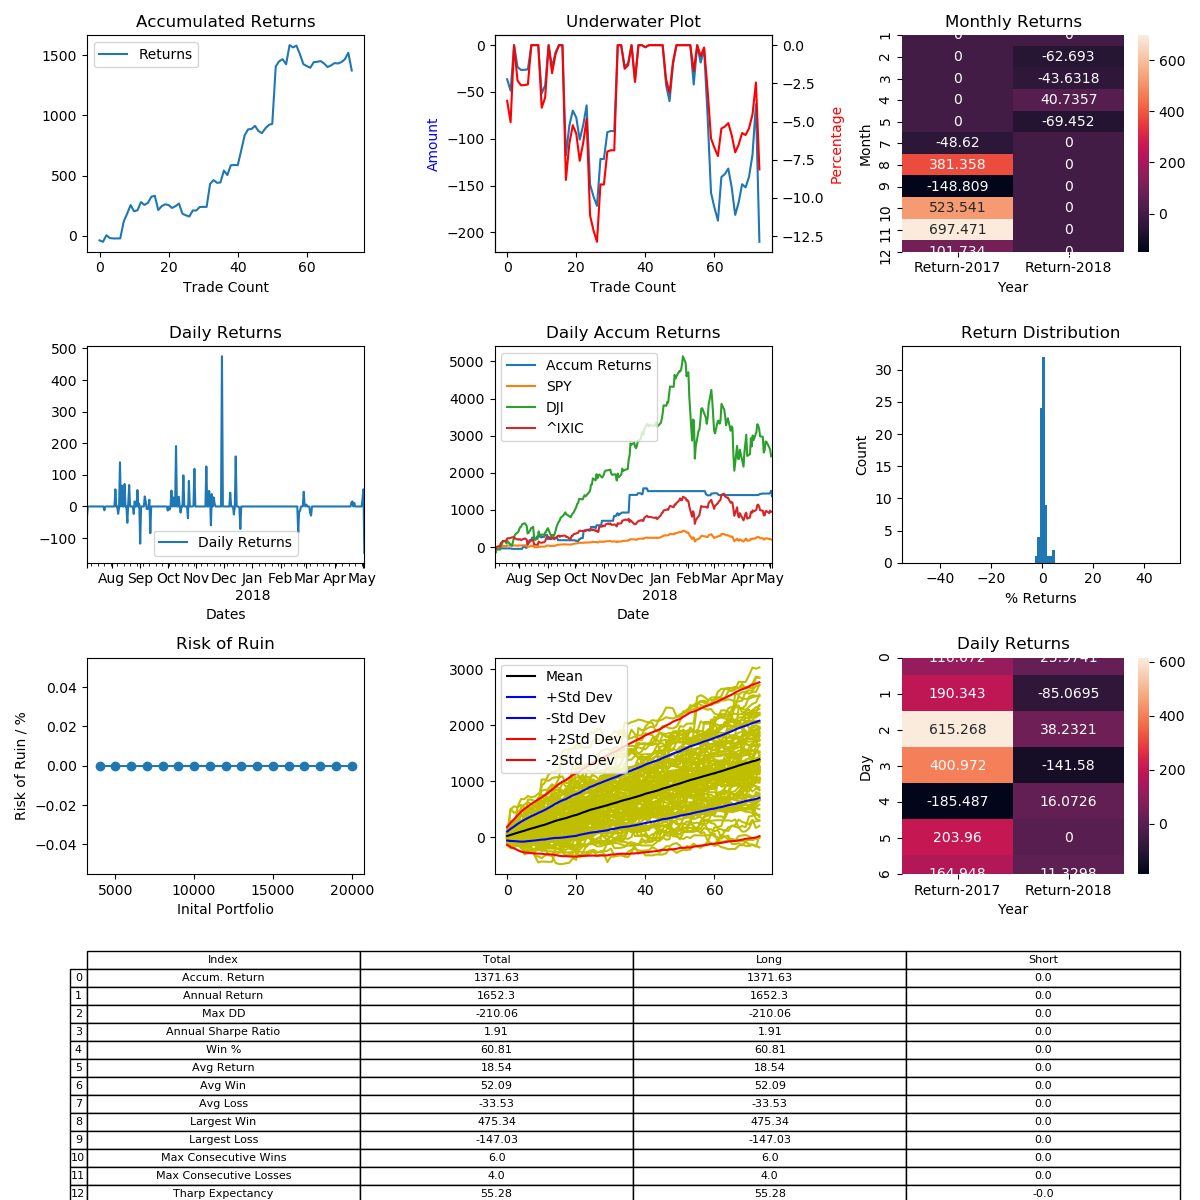 Accumulated Returns
Returns
1500
1000
500
0
0 20 40 60
Trade Count
Underwater Plot
0
−50
−100
−150
−200
Amount
0.0
−2.5
−5.0
−7.5
−10.0
−12.5
Percentage
0 20 40 60
Trade Count
Monthly Returns
1 0 0
2 0 -62.693
3 0 -43.6318
4 0 40.7357
5 0 -69.452
7 -48.62 0
8 381.358 0
9 -148.809 0
10 523.541 0
11 697.471 0
12 101.734 0
Month
Return-2017 Return-2018
Year
600
400
200
0
Daily Returns
500
400
300
200
100
0
−100
Daily Returns
Aug Sep Oct Nov Dec Jan Feb Mar Apr May
2018
Dates
Daily Accum Returns
Accum Returns
SPY
DJI
^IXIC
5000
4000
3000
2000
1000
0
Aug Sep Oct Nov Dec Jan Feb Mar Apr May
2018
Date
Return Distribution
30
25
20
15
10
5
0
Count
−40 −20 0 20 40
% Returns
Risk of Ruin
0.04
0.02
0.00
−0.02
−0.04
Risk of Ruin / %
5000 10000 15000 20000
Inital Portfolio
Mean
+Std Dev
-Std Dev
+2Std Dev
-2Std Dev
3000
2000
1000
0
0 20 40 60
Daily Returns
0
1 190.343 -85.0695
2 615.268 38.2321
3 400.972 -141.58
4 -185.487 16.0726
5 203.96 0
6 164.948 11.3298
Day
Return-2017 Return-2018
Year
600
400
200
0
Index Total Long Short
0 Accum. Return 1371.63 1371.63 0.0
1 Annual Return 1652.3 1652.3 0.0
2 Max DD -210.06 -210.06 0.0
3 Annual Sharpe Ratio 1.91 1.91 0.0
4 Win % 60.81 60.81 0.0
5 Avg Return 18.54 18.54 0.0
6 Avg Win 52.09 52.09 0.0
7 Avg Loss -33.53 -33.53 0.0
8 Largest Win 475.34 475.34 0.0
9 Largest Loss -147.03 -147.03 0.0
10 Max Consecutive Wins 6.0 6.0 0.0
11 Max Consecutive Losses 4.0 4.0 0.0
12 Tharp Expectancy 55.28 55.28 -0.0